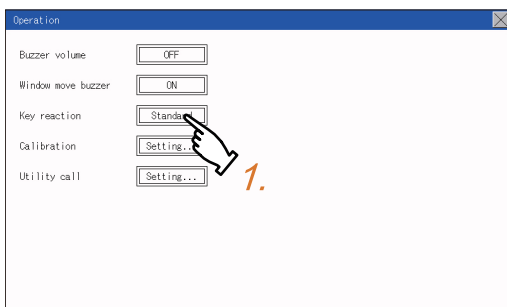 Operation
Buzzer volume OFF
Window move buzzer ON
Key reaction Standard
Calibration Setting...
Utility call Setting...
1.